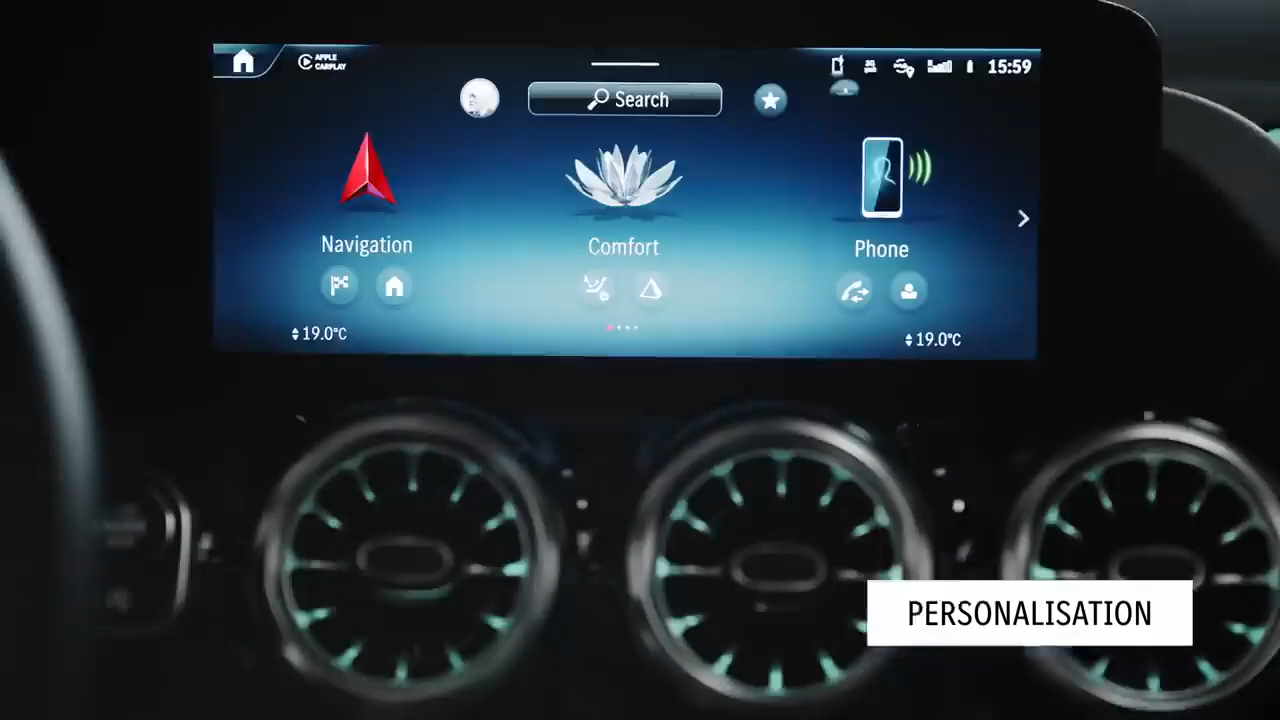 APPLE
CARPLAY
15:59
Search
Navigation
Comfort
Phone
19.0°C
19.0°C
PERSONALISATION